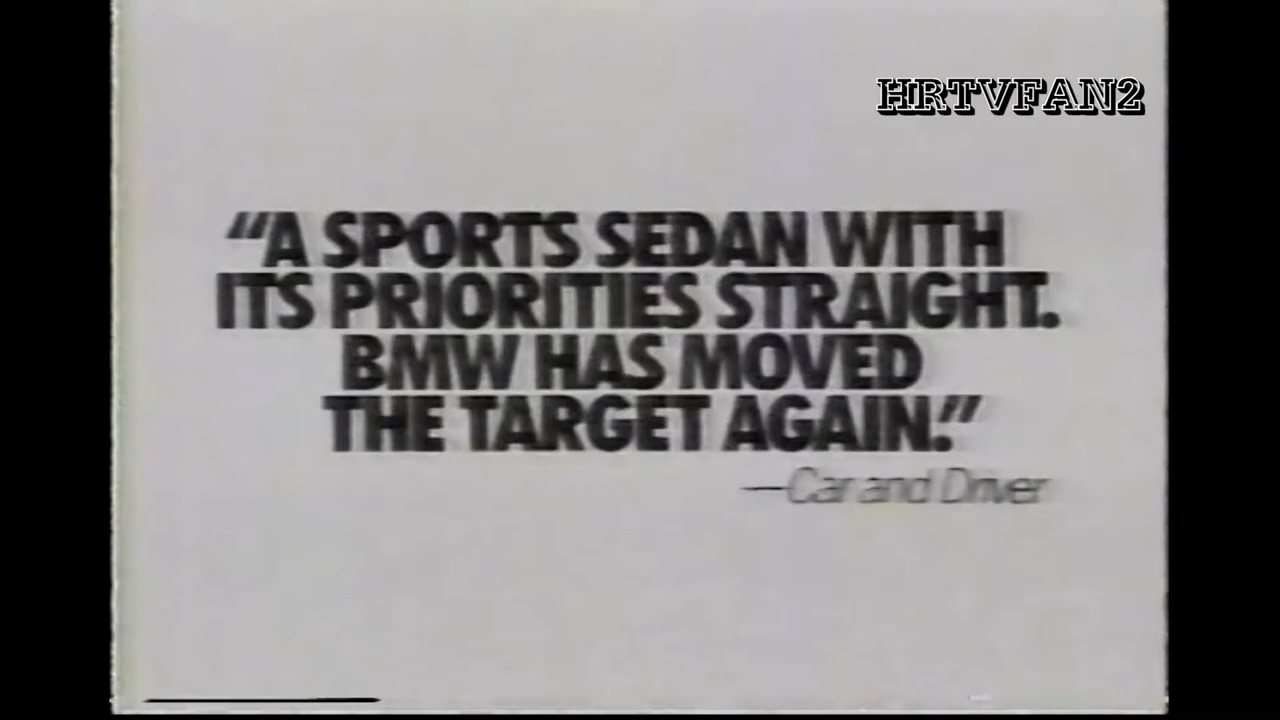 HRTVFAN2
“A SPORTS SEDAN WITH
ITS PRIORITIES STRAIGHT.
BMW HAS MOVED
THE TARGET AGAIN.”
—Car and Driver